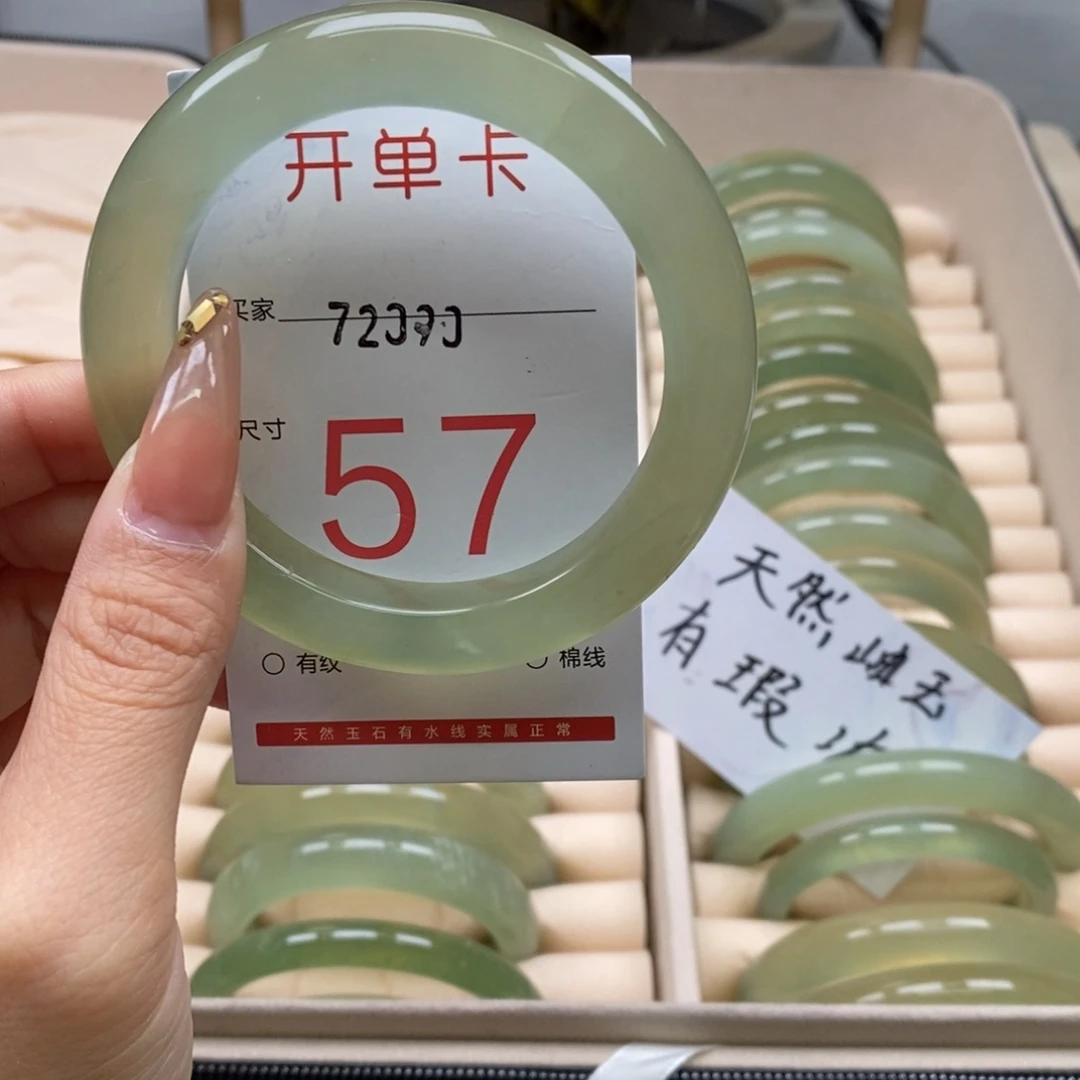 开单卡
买家
尺寸
57
有纹 棉线
天然玉石有水线实属正常
天然岫玉
有瑕